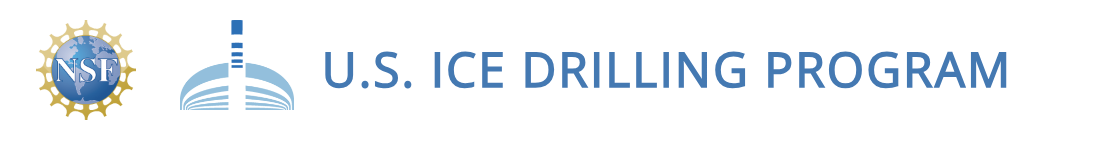 NSF U.S. ICE DRILLING PROGRAM